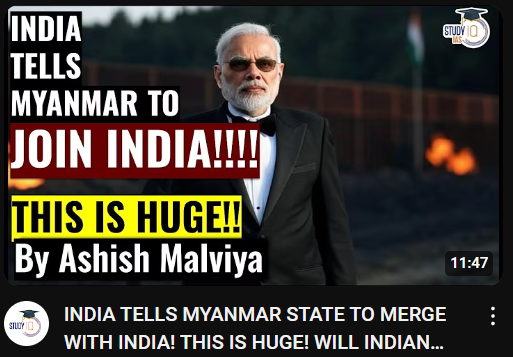 INDIA
TELLS
MYANMAR TO
JOIN INDIA!!!!
THIS IS HUGE!!
By Ashish Malviya
STUDY IQ
IAS
11:47
STUDY IQ
INDIA TELLS MYANMAR STATE TO MERGE
WITH INDIA! THIS IS HUGE! WILL INDIAN...